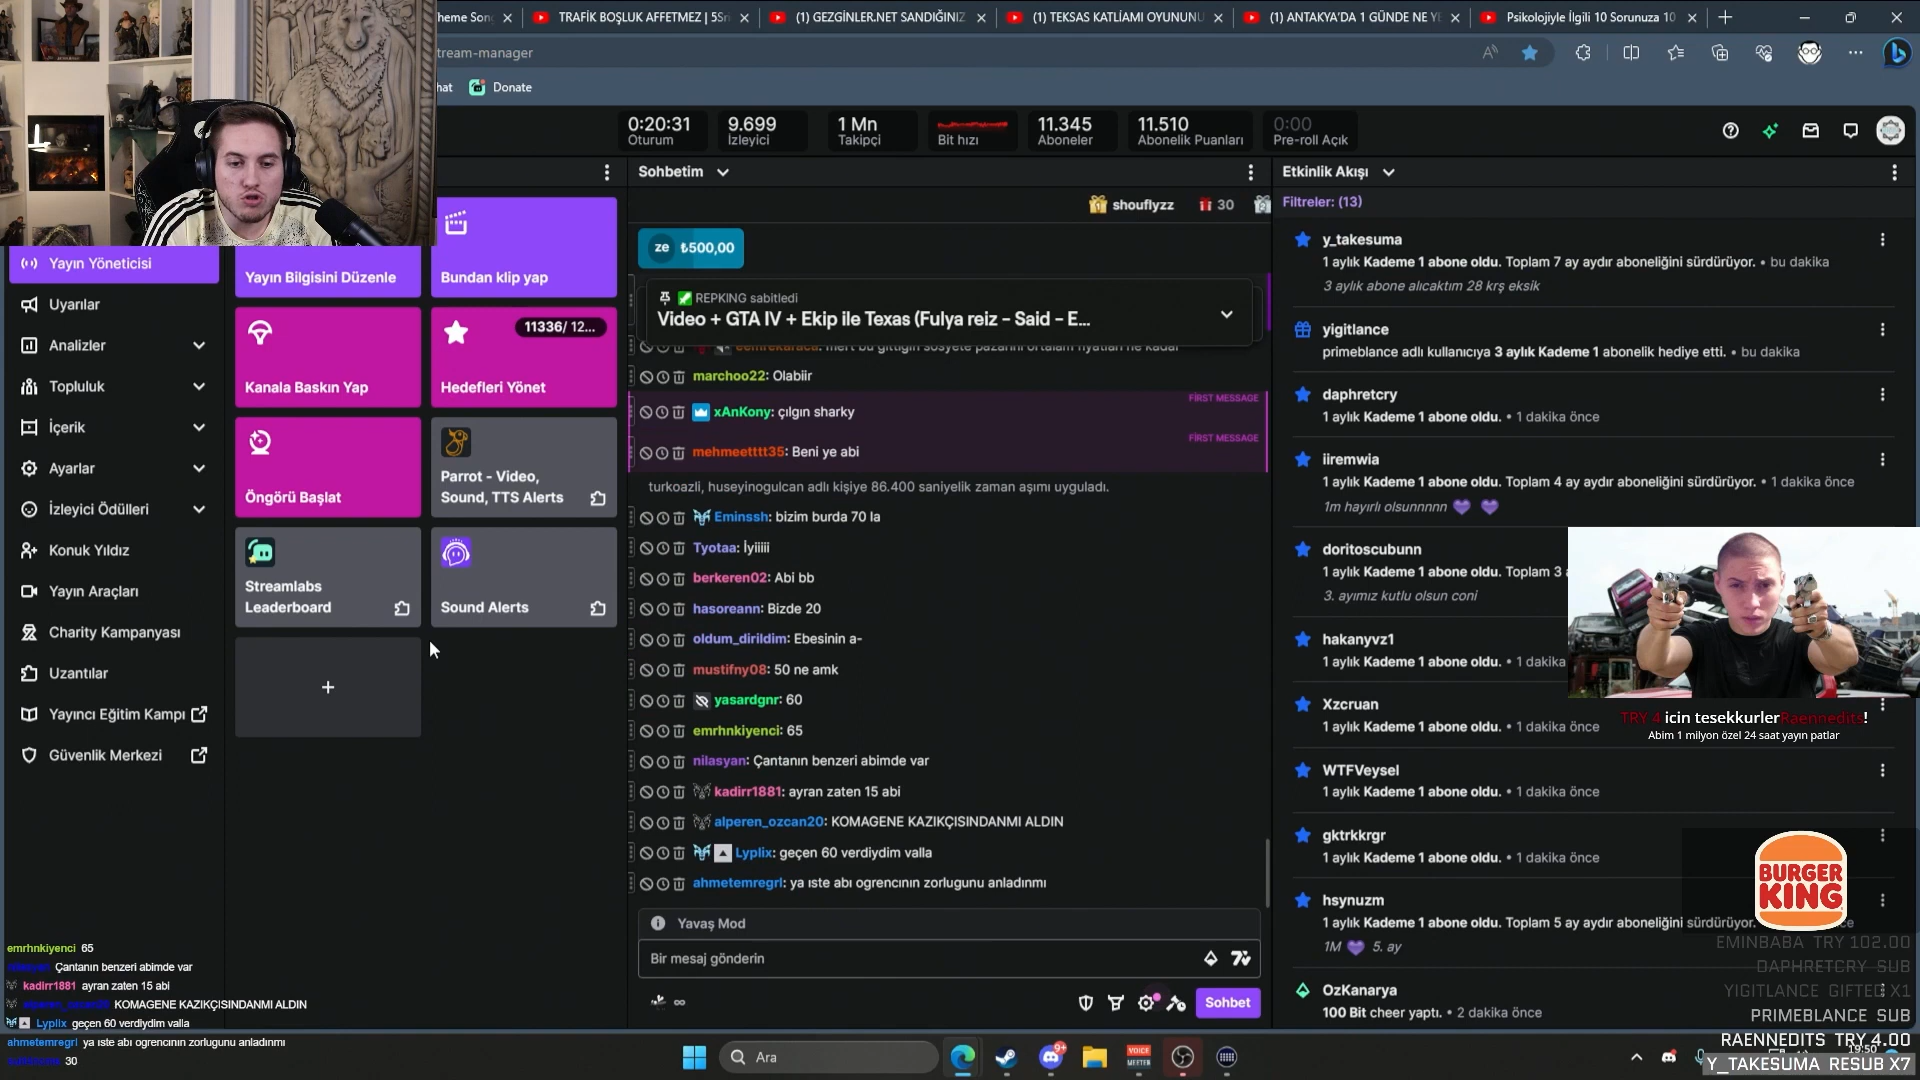 heme Song
TRAFİK BOŞLUK AFFETMEZ | 5Sri
(1) GEZGİNLER.NET SANDIĞINIZ
(1) TEKSAS KATLİAMI OYUNUNU
(1) ANTAKYA'DA 1 GÜNDE NE YE
Psikolojiyle İlgili 10 Sorunuza 10
tream-manager
hat
Donate
0:20:31
Oturum
9.699
İzleyici
1 Mn
Takipçi
Bit hızı
11.345
Aboneler
11.510
Abonelik Puanları
0:00
Pre-roll Açık
Yayın Yöneticisi
Uyarılar
Analizler
Topluluk
İçerik
Ayarlar
İzleyici Ödülleri
Konuk Yıldız
Yayın Araçları
Charity Kampanyası
Uzantılar
Yayıncı Eğitim Kampı
Güvenlik Merkezi
Yayın Bilgisini Düzenle
Bundan klip yap
Kanala Baskın Yap
11336/ 12...
Hedefleri Yönet
Öngörü Başlat
Parrot - Video,
Sound, TTS Alerts
Streamlabs
Leaderboard
Sound Alerts
Sohbetim
shouflyzz
30
ze ₺500,00
REPKING sabitledi
Video + GTA IV + Ekip ile Texas (Fulya reiz - Said - E...
marchoo22: Olabiir
FIRST MESSAGE
xAnKony: çılgın sharky
FIRST MESSAGE
mehmeetttt35: Beni ye abi
turkoazli, huseyinogulcan adlı kişiye 86.400 saniyelik zaman aşımı uyguladı.
Eminssh: bizim burda 70 la
Tyotaa: İyiiiii
berkeren02: Abi bb
hasoreann: Bizde 20
oldum_dirildim: Ebesinin a-
mustifny08: 50 ne amk
yasardgnr: 60
emrhnkiyenci: 65
nilasyan: Çantanın benzeri abimde var
kadirr1881: ayran zaten 15 abi
alperen_ozcan20: KOMAGENE KAZIKÇISINDANMI ALDIN
Lyplix: geçen 60 verdiydim valla
ahmetemregrl: ya ıste abı ogrencının zorlugunu anladınmı
Yavaş Mod
Bir mesaj gönderin
Sohbet
Etkinlik Akışı
Filtreler: (13)
y_takesuma
1 aylık Kademe 1 abone oldu. Toplam 7 ay aydır aboneliğini sürdürüyor. • bu dakika
3 aylık abone alıcaktım 28 krş eksik
yigitlance
primeblance adlı kullanıcıya 3 aylık Kademe 1 abonelik hediye etti. • bu dakika
daphretcry
1 aylık Kademe 1 abone oldu. • 1 dakika önce
iiremwia
1 aylık Kademe 1 abone oldu. Toplam 4 ay aydır aboneliğini sürdürüyor. • 1 dakika önce
1m hayırlı olsunnnnn
doritoscubunn
1 aylık Kademe 1 abone oldu. Toplam 3
3. ayımız kutlu olsun coni
hakanyvz1
1 aylık Kademe 1 abone oldu. • 1 dakika
Xzcruan
1 aylık Kademe 1 abone oldu. • 1 dakika önce
WTFVeysel
1 aylık Kademe 1 abone oldu. • 1 dakika önce
gktrkkrgr
1 aylık Kademe 1 abone oldu. • 1 dakika önce
hsynuzm
1 aylık Kademe 1 abone oldu. Toplam 5 ay aydır aboneliğini sürdürüyor.
1M 5. ay
OzKanarya
100 Bit cheer yaptı. • 2 dakika önce
TRY 4 icin tesekkurlerRaennedits!
Abim 1 milyon özel 24 saat yayın patlar
BURGER
KING
EMINBABA TRY 102.00
DAPHRETCRY SUB
YIGITLANCE GIFTED X1
PRIMEBLANCE SUB
RAENNEDITS TRY 4.00
Y_TAKESUMA RESUB X7
emrhnkiyenci 65
nilasyan Çantanın benzeri abimde var
kadirr1881 ayran zaten 15 abi
alperen_ozcan20 KOMAGENE KAZIKÇISINDANMI ALDIN
Lyplix geçen 60 verdiydim valla
ahmetemregrl ya ıste abı ogrencının zorlugunu anladınmı
30
Ara
9+
VOICE
MEETER
19:50